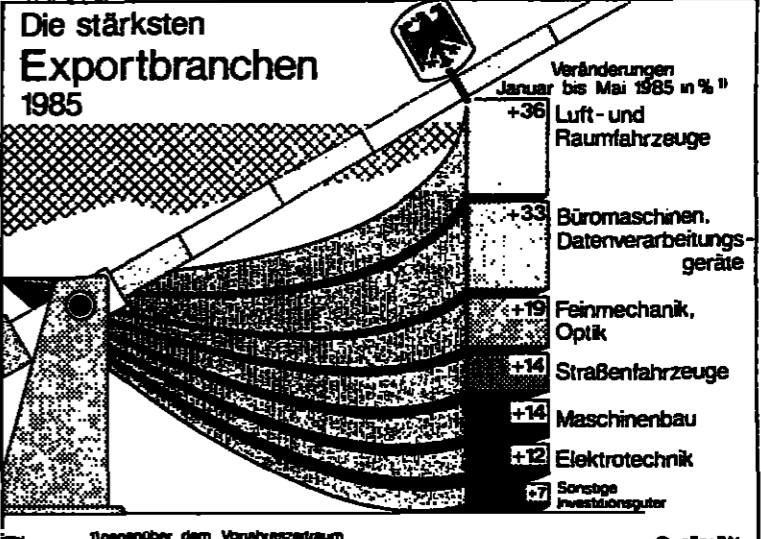 Die stärksten
Exportbranchen
1985
Veränderungen
Januar bis Mai 1985 in % 1)
+36 Luft- und
Raumfahrzeuge
+33 Büromaschinen,
Datenverarbeitungs-
geräte
+19 Feinmechanik,
Optik
+14 Straßenfahrzeuge
+14 Maschinenbau
+12 Elektrotechnik
+7 Sonstige
Investitionsguter
1) gegenüber dem Vorjahreszeitraum